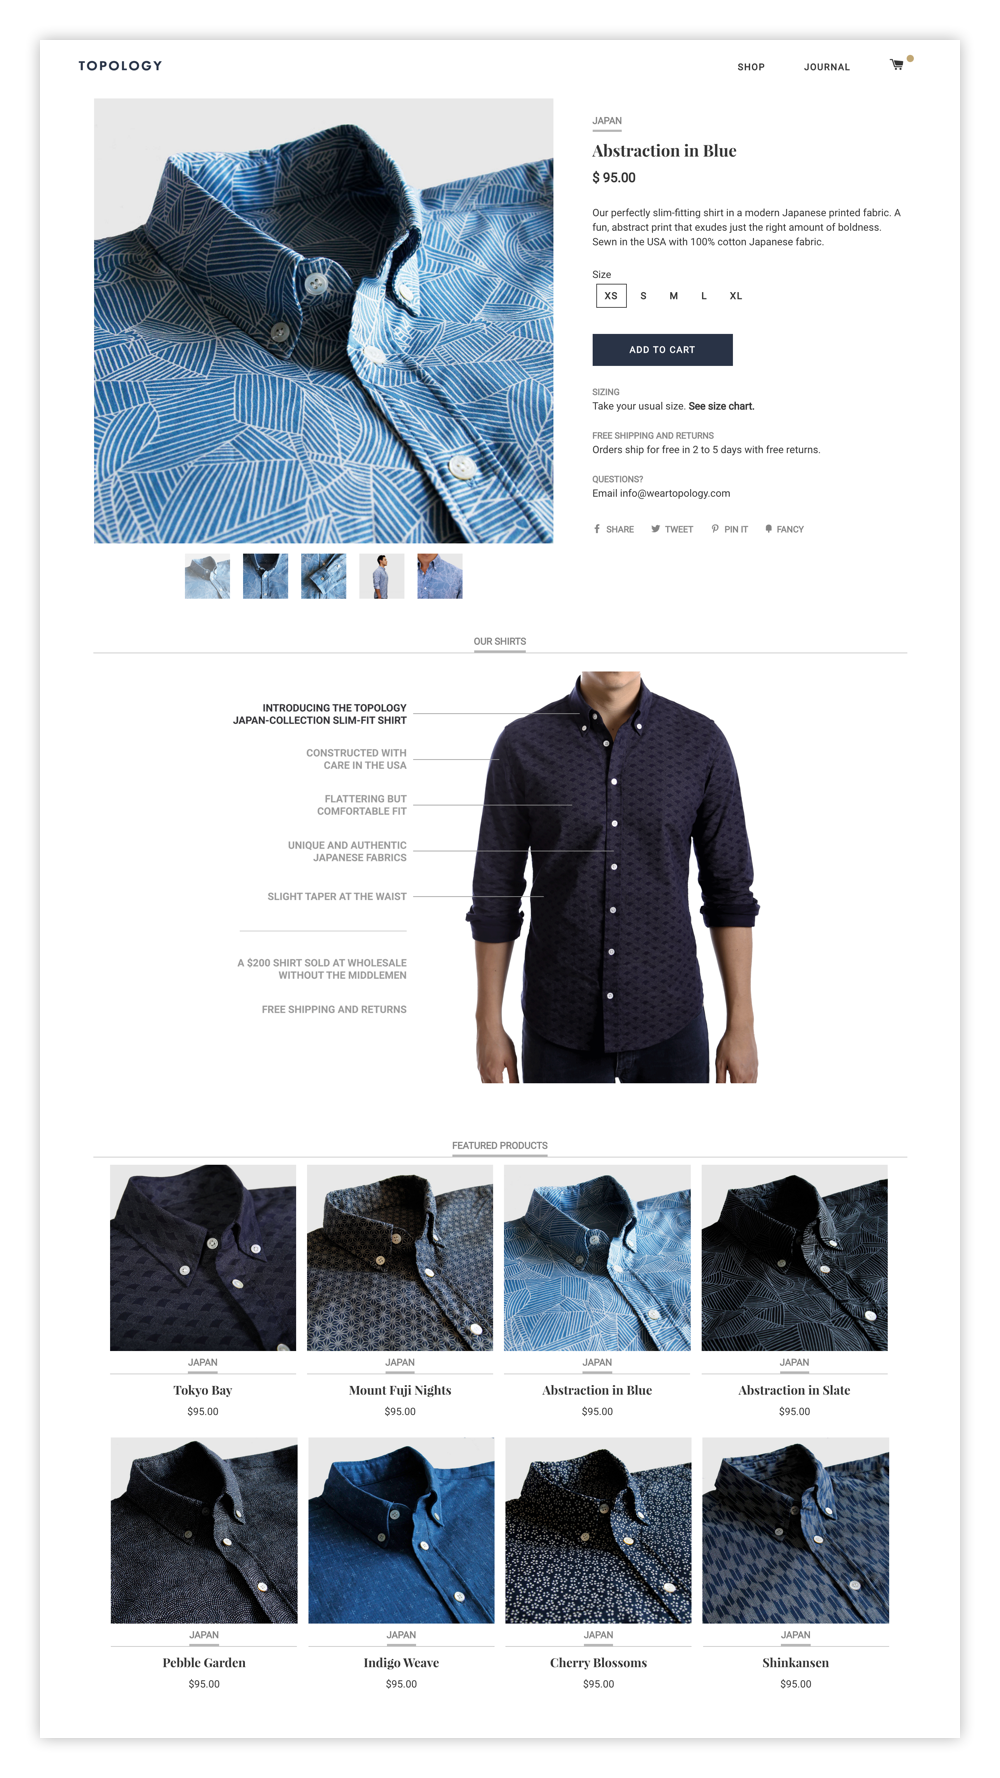 TOPOLOGY
SHOP
JOURNAL
JAPAN
Abstraction in Blue
$ 95.00
Our perfectly slim-fitting shirt in a modern Japanese printed fabric. A
fun, abstract print that exudes just the right amount of boldness.
Sewn in the USA with 100% cotton Japanese fabric.
Size
XS S M L XL
ADD TO CART
SIZING
Take your usual size. See size chart.
FREE SHIPPING AND RETURNS
Orders ship for free in 2 to 5 days with free returns.
QUESTIONS?
Email info@weartopology.com
SHARE TWEET PIN IT FANCY
OUR SHIRTS
INTRODUCING THE TOPOLOGY
JAPAN-COLLECTION SLIM-FIT SHIRT
CONSTRUCTED WITH
CARE IN THE USA
FLATTERING BUT
COMFORTABLE FIT
UNIQUE AND AUTHENTIC
JAPANESE FABRICS
SLIGHT TAPER AT THE WAIST
A $200 SHIRT SOLD AT WHOLESALE
WITHOUT THE MIDDLEMEN
FREE SHIPPING AND RETURNS
FEATURED PRODUCTS
JAPAN
Tokyo Bay
$95.00
JAPAN
Mount Fuji Nights
$95.00
JAPAN
Abstraction in Blue
$95.00
JAPAN
Abstraction in Slate
$95.00
JAPAN
Pebble Garden
$95.00
JAPAN
Indigo Weave
$95.00
JAPAN
Cherry Blossoms
$95.00
JAPAN
Shinkansen
$95.00